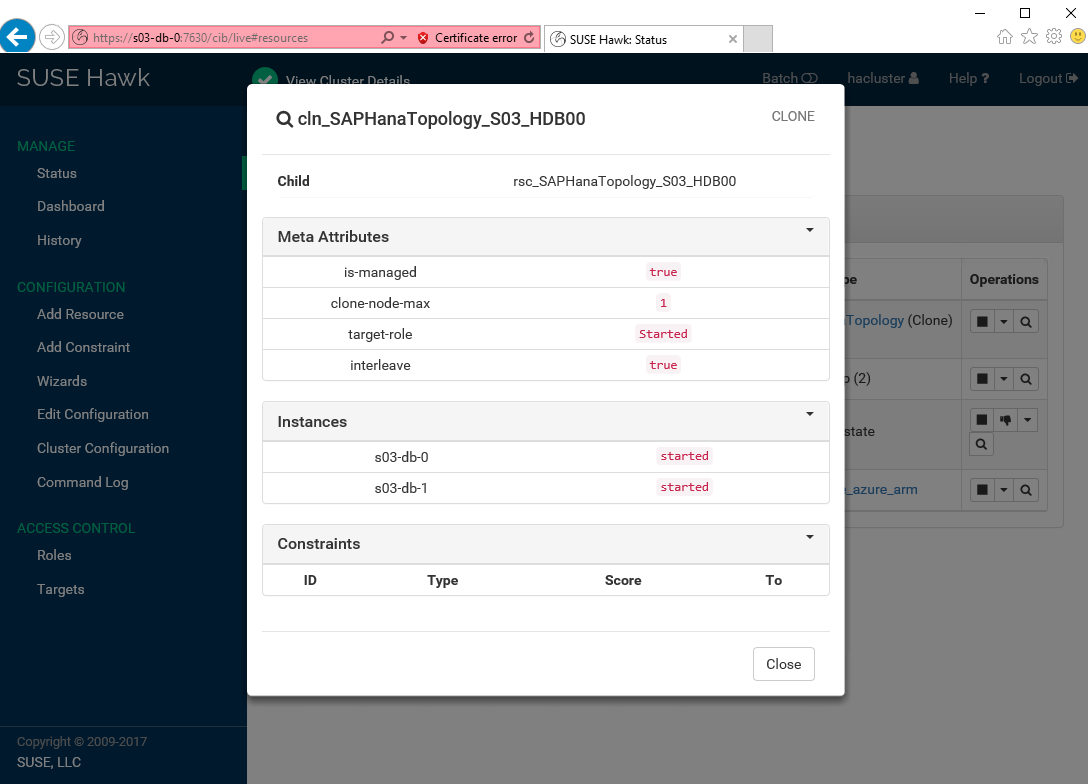 https://s03-db-0:7630/cib/live#resources
Certificate error
SUSE Hawk: Status
SUSE Hawk
View Cluster Details
Batch
hacluster
Help ?
Logout
MANAGE
Status
Dashboard
History
CONFIGURATION
Add Resource
Add Constraint
Wizards
Edit Configuration
Cluster Configuration
Command Log
ACCESS CONTROL
Roles
Targets
Copyright © 2009-2017
SUSE, LLC
cln_SAPHanaTopology_S03_HDB00
CLONE
Child rsc_SAPHanaTopology_S03_HDB00
Meta Attributes
is-managed true
clone-node-max 1
target-role Started
interleave true
Instances
s03-db-0 started
s03-db-1 started
Constraints
ID Type Score To
Close
Operations
Topology (Clone)
(2)
state
_azure_arm